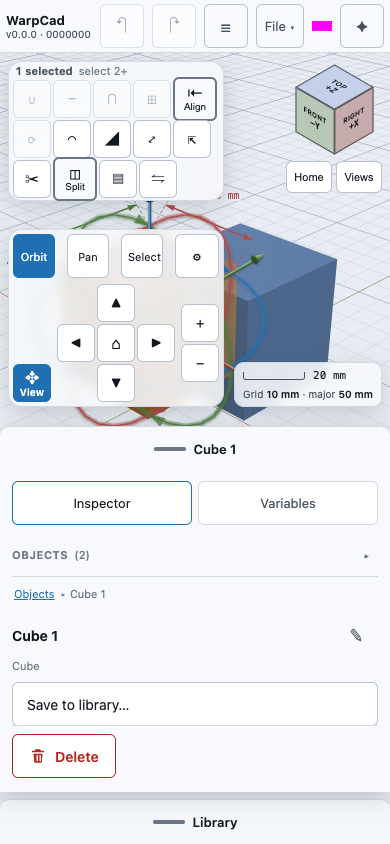 WarpCad
v0.0.0 · 0000000
File
TOP
+Z
FRONT
-Y
RIGHT
+X
1 selected select 2+
Align
Split
mm
Home
Views
Orbit
Pan
Select
View
20 mm
Grid 10 mm · major 50 mm
Cube 1
Inspector
Variables
OBJECTS (2)
Objects ▸ Cube 1
Cube 1
Cube
Save to library...
Delete
Library